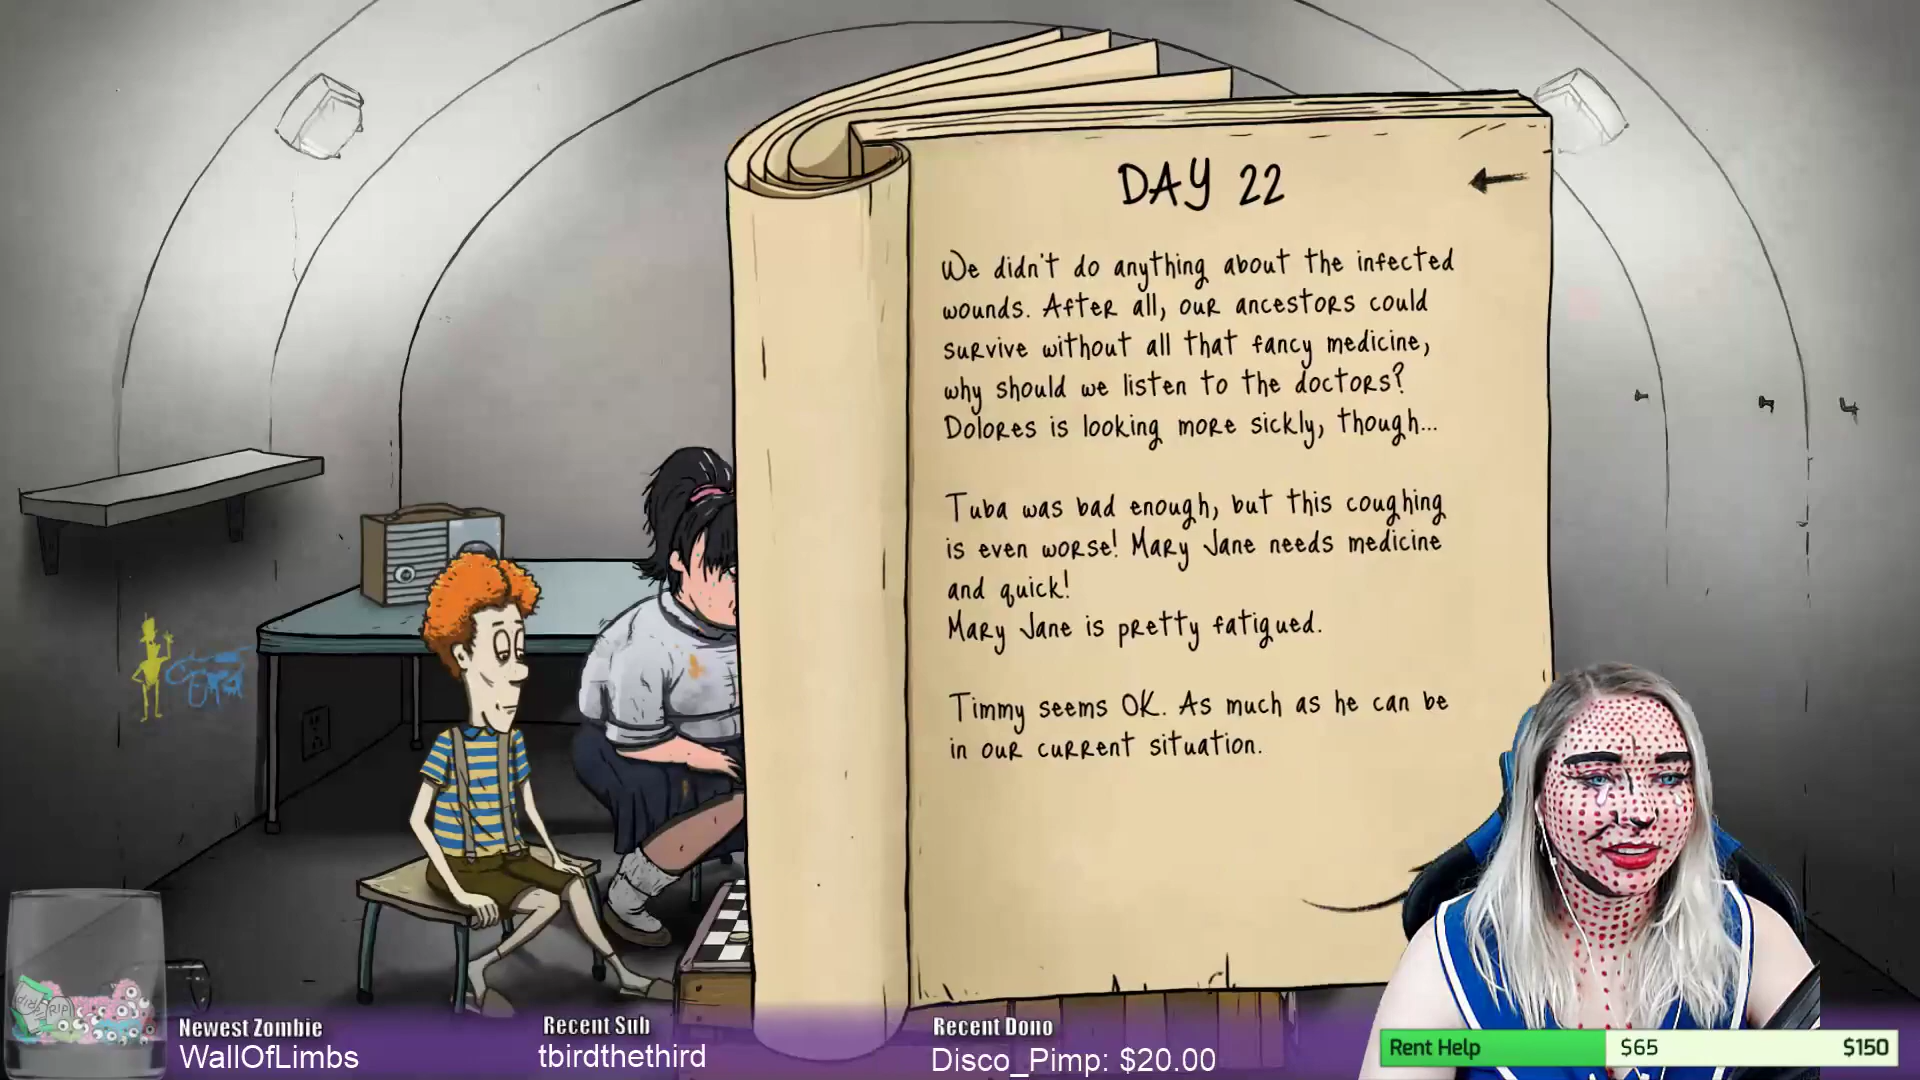 DAY 22
We didn't do anything about the infected
wounds. After all, our ancestors could
survive without all that fancy medicine,
why should we listen to the doctors?
Dolores is looking more sickly, though...
Tuba was bad enough, but this coughing
is even worse! Mary Jane needs medicine
and quick!
Mary Jane is pretty fatigued.
Timmy seems OK. As much as he can be
in our current situation.
Newest Zombie
WallOfLimbs
Recent Sub
tbirdthethird
Recent Dono
Disco_Pimp: $20.00
Rent Help $65 $150